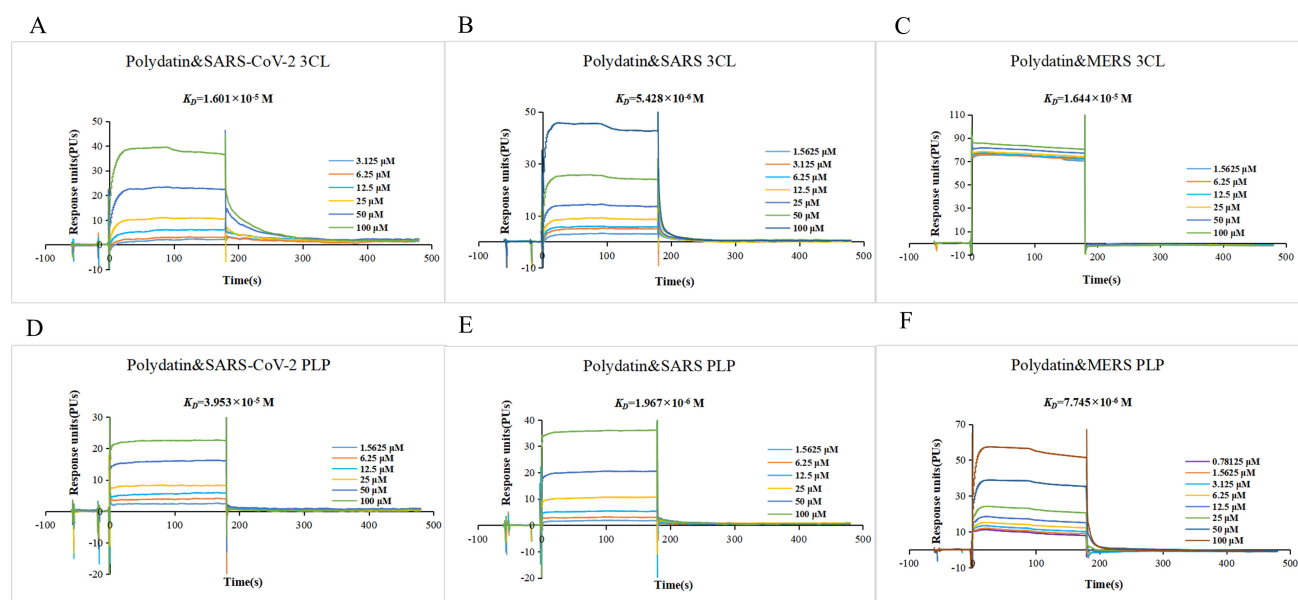 A
Polydatin&SARS-CoV-2 3CL
K_D=1.601×10⁻⁵ M
Response units(PUs)
50
40
30
20
10
0
-10
-100
0
100
200
300
400
500
Time(s)
3.125 μM
6.25 μM
12.5 μM
25 μM
50 μM
100 μM
B
Polydatin&SARS 3CL
K_D=5.428×10⁻⁶ M
Response units(PUs)
50
40
30
20
10
0
-10
-100
0
100
200
300
400
500
Time(s)
1.5625 μM
3.125 μM
6.25 μM
12.5 μM
25 μM
50 μM
100 μM
C
Polydatin&MERS 3CL
K_D=1.644×10⁻⁵ M
Response units(PUs)
110
90
70
50
30
10
-10
-100
0
100
200
300
400
500
Time(s)
1.5625 μM
6.25 μM
12.5 μM
25 μM
50 μM
100 μM
D
Polydatin&SARS-CoV-2 PLP
K_D=3.953×10⁻⁵ M
Response units(PUs)
30
20
10
0
-10
-20
-100
0
100
200
300
400
500
Time(s)
1.5625 μM
6.25 μM
12.5 μM
25 μM
50 μM
100 μM
E
Polydatin&SARS PLP
K_D=1.967×10⁻⁶ M
Response units(PUs)
40
30
20
10
0
-10
-20
-100
0
100
200
300
400
500
Time(s)
1.5625 μM
6.25 μM
12.5 μM
25 μM
50 μM
100 μM
F
Polydatin&MERS PLP
K_D=7.745×10⁻⁶ M
Response units(PUs)
70
50
30
10
-10
-100
0
100
200
300
400
500
Time(s)
0.78125 μM
1.5625 μM
3.125 μM
6.25 μM
12.5 μM
25 μM
50 μM
100 μM